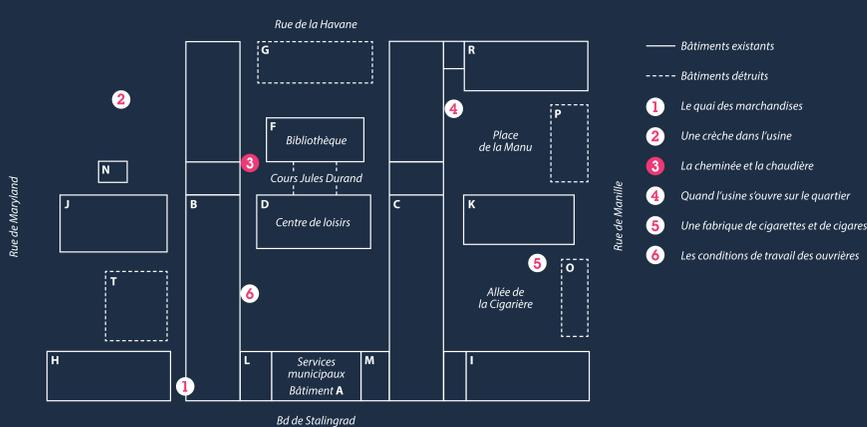 Rue de la Havane
G
R
Bâtiments existants
Bâtiments détruits
2
4
P
1 Le quai des marchandises
F
Bibliothèque
Place
de la Manu
2 Une crèche dans l'usine
N
3
3 La cheminée et la chaudière
Cours Jules Durand
Rue de Maryland
J
B
D
Centre de loisirs
C
K
Rue de Manille
4 Quand l'usine s'ouvre sur le quartier
5 Une fabrique de cigarettes et de cigares
6 Les conditions de travail des ouvrières
5
O
T
6
Allée de
la Cigarière
H
L
Services
municipaux
Bâtiment A
M
I
1
Bd de Stalingrad